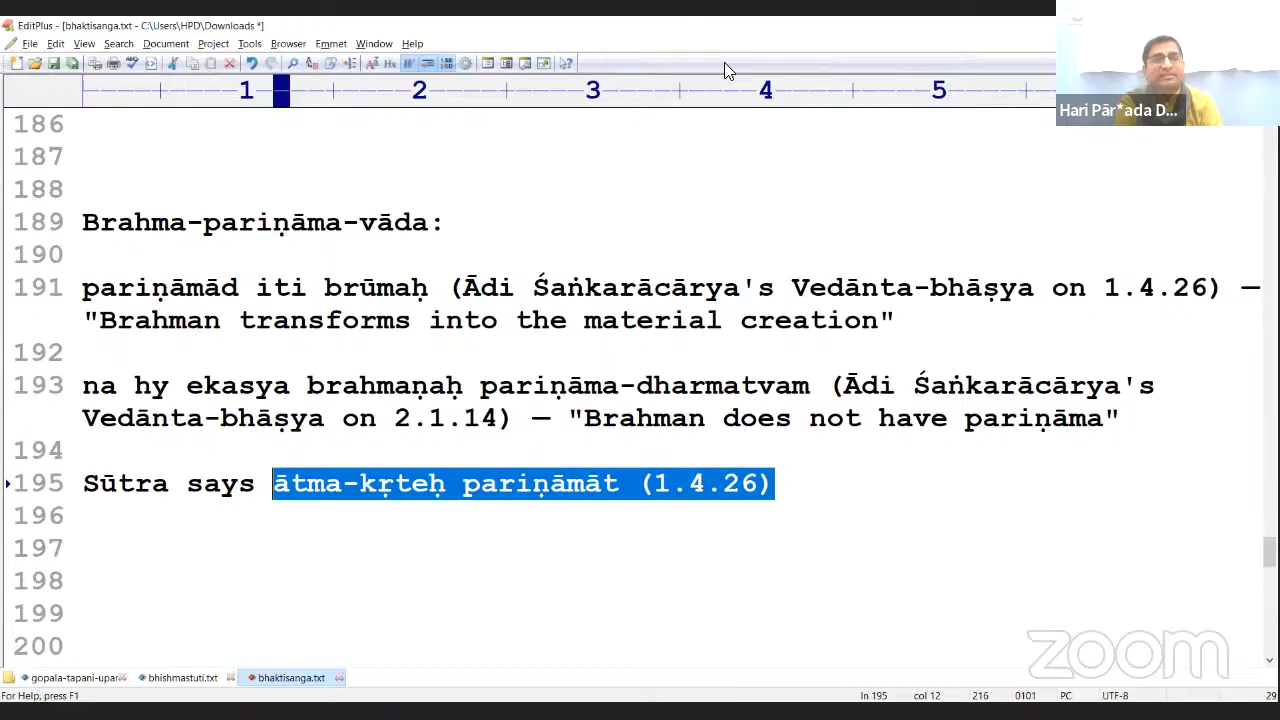 EditPlus - [bhaktisanga.txt - C:\Users\HPD\Downloads *]
File Edit View Search Document Project Tools Browser Emmet Window Help
1 2 3 4 5
Hari Pār*ada D...
186
187
188
189 Brahma-pariṇāma-vāda:
190
191 pariṇāmād iti brūmaḥ (Ādi Śaṅkarācārya's Vedānta-bhāṣya on 1.4.26) —
"Brahman transforms into the material creation"
192
193 na hy ekasya brahmaṇaḥ pariṇāma-dharmatvam (Ādi Śaṅkarācārya's
Vedānta-bhāṣya on 2.1.14) — "Brahman does not have pariṇāma"
194
195 Sūtra says ātma-kṛteḥ pariṇāmāt (1.4.26)
196
197
198
199
200
zoom
gopala-tapani-upar bhishmastuti.txt bhaktisanga.txt
For Help, press F1 ln 195 col 12 216 0101 PC UTF-8 29